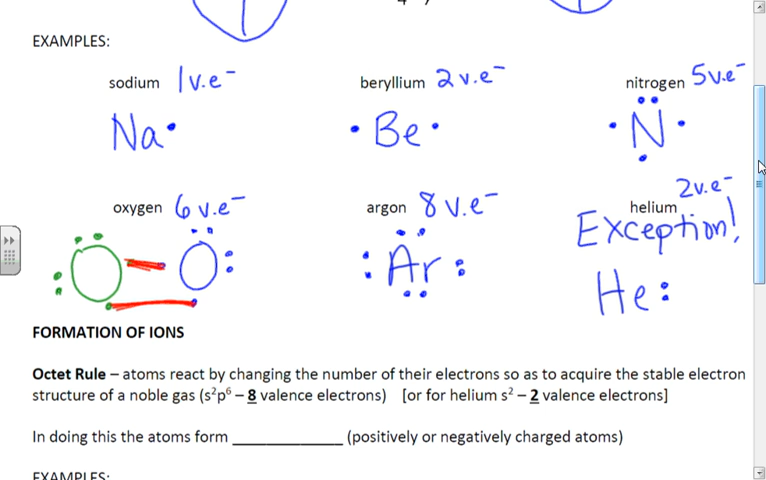 EXAMPLES:
sodium 1 v.e⁻ beryllium 2 v.e⁻ nitrogen 5 v.e⁻
Na• •Be• N
oxygen 6 v.e⁻ argon 8 v.e⁻ helium 2 v.e⁻
Exception!
O O :Ar: He:
FORMATION OF IONS
Octet Rule – atoms react by changing the number of their electrons so as to acquire the stable electron
structure of a noble gas (s²p⁶ – 8 valence electrons) [or for helium s² – 2 valence electrons]
In doing this the atoms form ____________ (positively or negatively charged atoms)
EXAMPLES: